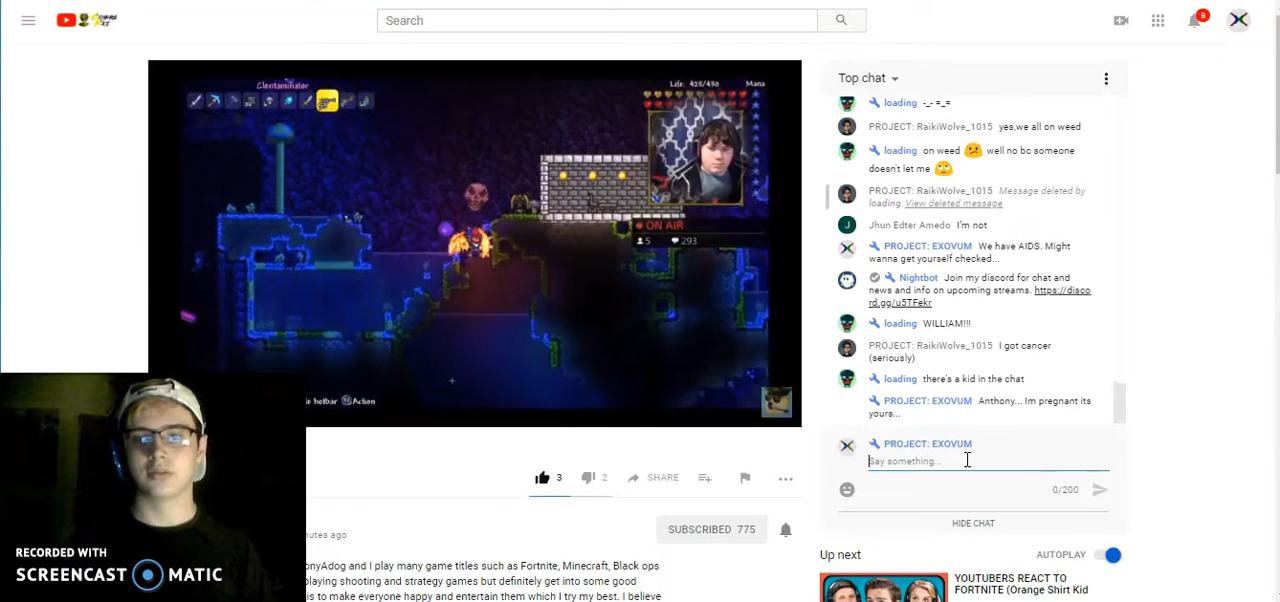 Search
8
Clentaminator
Life: 428/430
Mana
ON AIR
5 293
Action
Top chat
loading -_- =_=
PROJECT: RaikiWolve_1015 yes,we all on weed
loading on weed well no bc someone
doesn't let me
PROJECT: RaikiWolve_1015 Message deleted by
loading. View deleted message
J
Jhun Edter Amedo I'm not
PROJECT: EXOVUM We have AIDS. Might
wanna get yourself checked...
Nightbot Join my discord for chat and
news and info on upcoming streams. https://disco
rd.gg/u5TFekr
loading WILLIAM!!!
PROJECT: RaikiWolve_1015 I got cancer
(seriously)
loading there's a kid in the chat
PROJECT: EXOVUM Anthony... Im pregnant its
yours...
PROJECT: EXOVUM
Say something...
0/200
HIDE CHAT
3 2 SHARE
SUBSCRIBED 775
nutes ago
onyAdog and I play many game titles such as Fortnite, Minecraft, Black ops
playing shooting and strategy games but definitely get into some good
is to make everyone happy and entertain them which I try my best. I believe
Up next
AUTOPLAY
YOUTUBERS REACT TO
FORTNITE (Orange Shirt Kid
RECORDED WITH
SCREENCAST MATIC